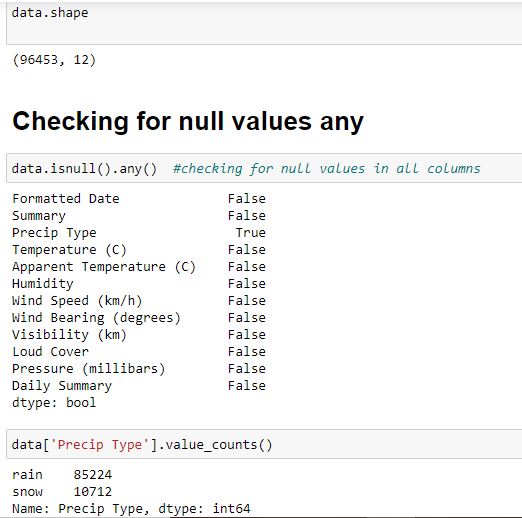 data.shape
(96453, 12)
Checking for null values any
data.isnull().any()  #checking for null values in all columns
Formatted Date              False
Summary                     False
Precip Type                  True
Temperature (C)             False
Apparent Temperature (C)    False
Humidity                    False
Wind Speed (km/h)           False
Wind Bearing (degrees)      False
Visibility (km)             False
Loud Cover                  False
Pressure (millibars)        False
Daily Summary               False
dtype: bool
data['Precip Type'].value_counts()
rain    85224
snow    10712
Name: Precip Type, dtype: int64